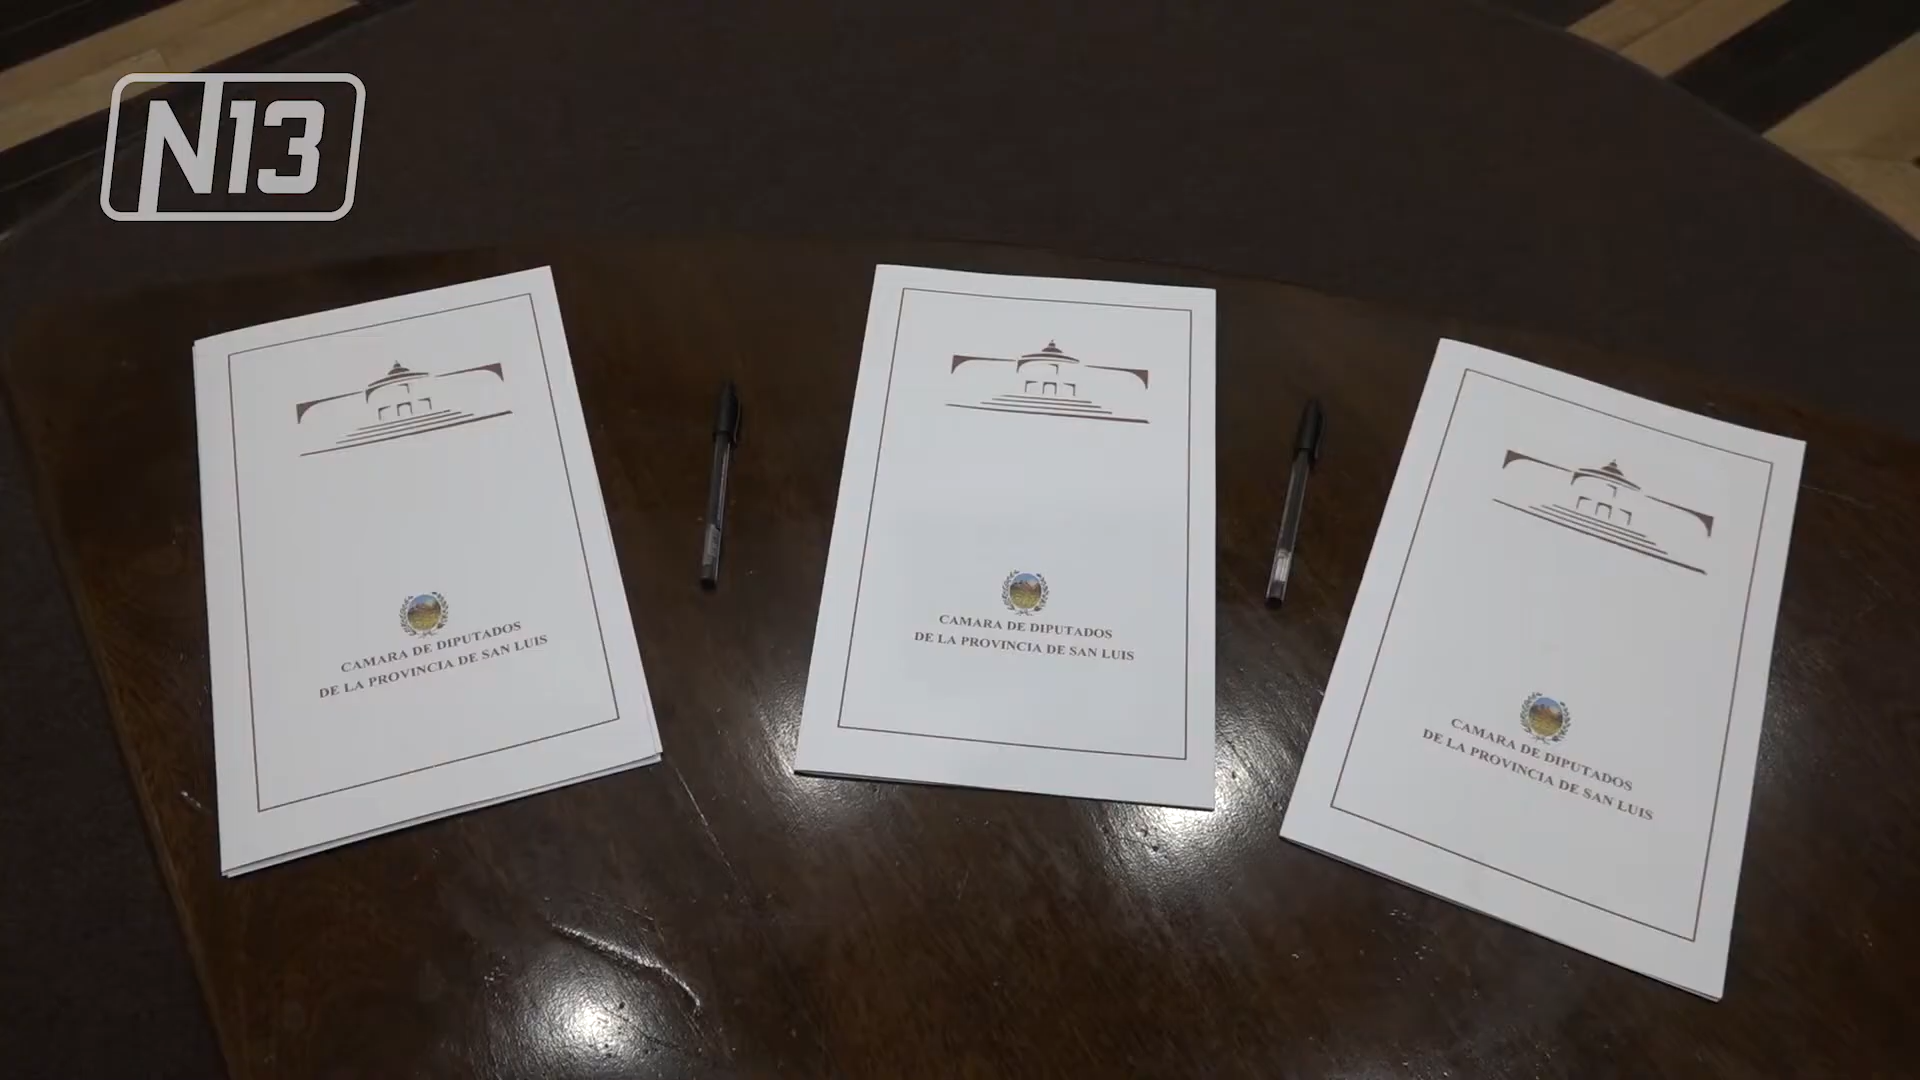 N13
CAMARA DE DIPUTADOS
DE LA PROVINCIA DE SAN LUIS
CAMARA DE DIPUTADOS
DE LA PROVINCIA DE SAN LUIS
CAMARA DE DIPUTADOS
DE LA PROVINCIA DE SAN LUIS